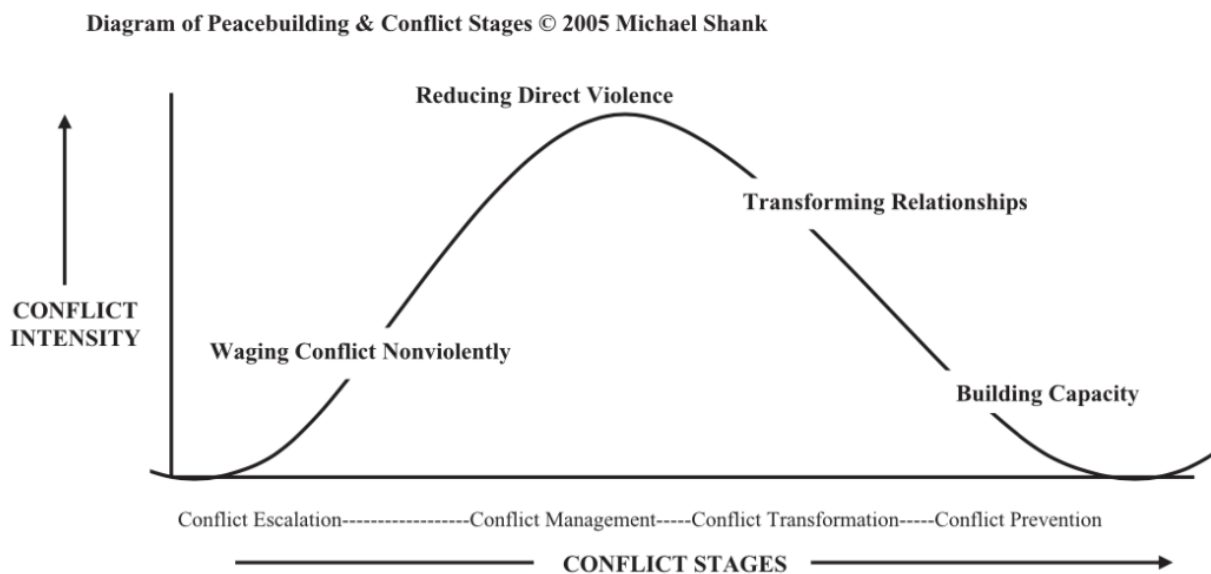 Diagram of Peacebuilding & Conflict Stages © 2005 Michael Shank
Reducing Direct Violence
Transforming Relationships
CONFLICT
INTENSITY
Waging Conflict Nonviolently
Building Capacity
Conflict Escalation-------------------Conflict Management-----Conflict Transformation-----Conflict Prevention
CONFLICT STAGES